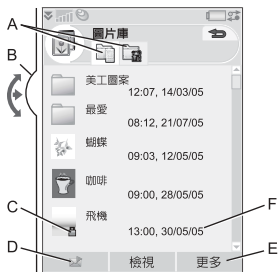 A
圖片庫
B
美工圖案
12:07, 14/03/05
最愛
08:12, 21/07/05
蝴蝶
09:03, 12/05/05
咖啡
09:00, 28/05/05
C
飛機
13:00, 30/05/05
F
D
檢視
更多
E